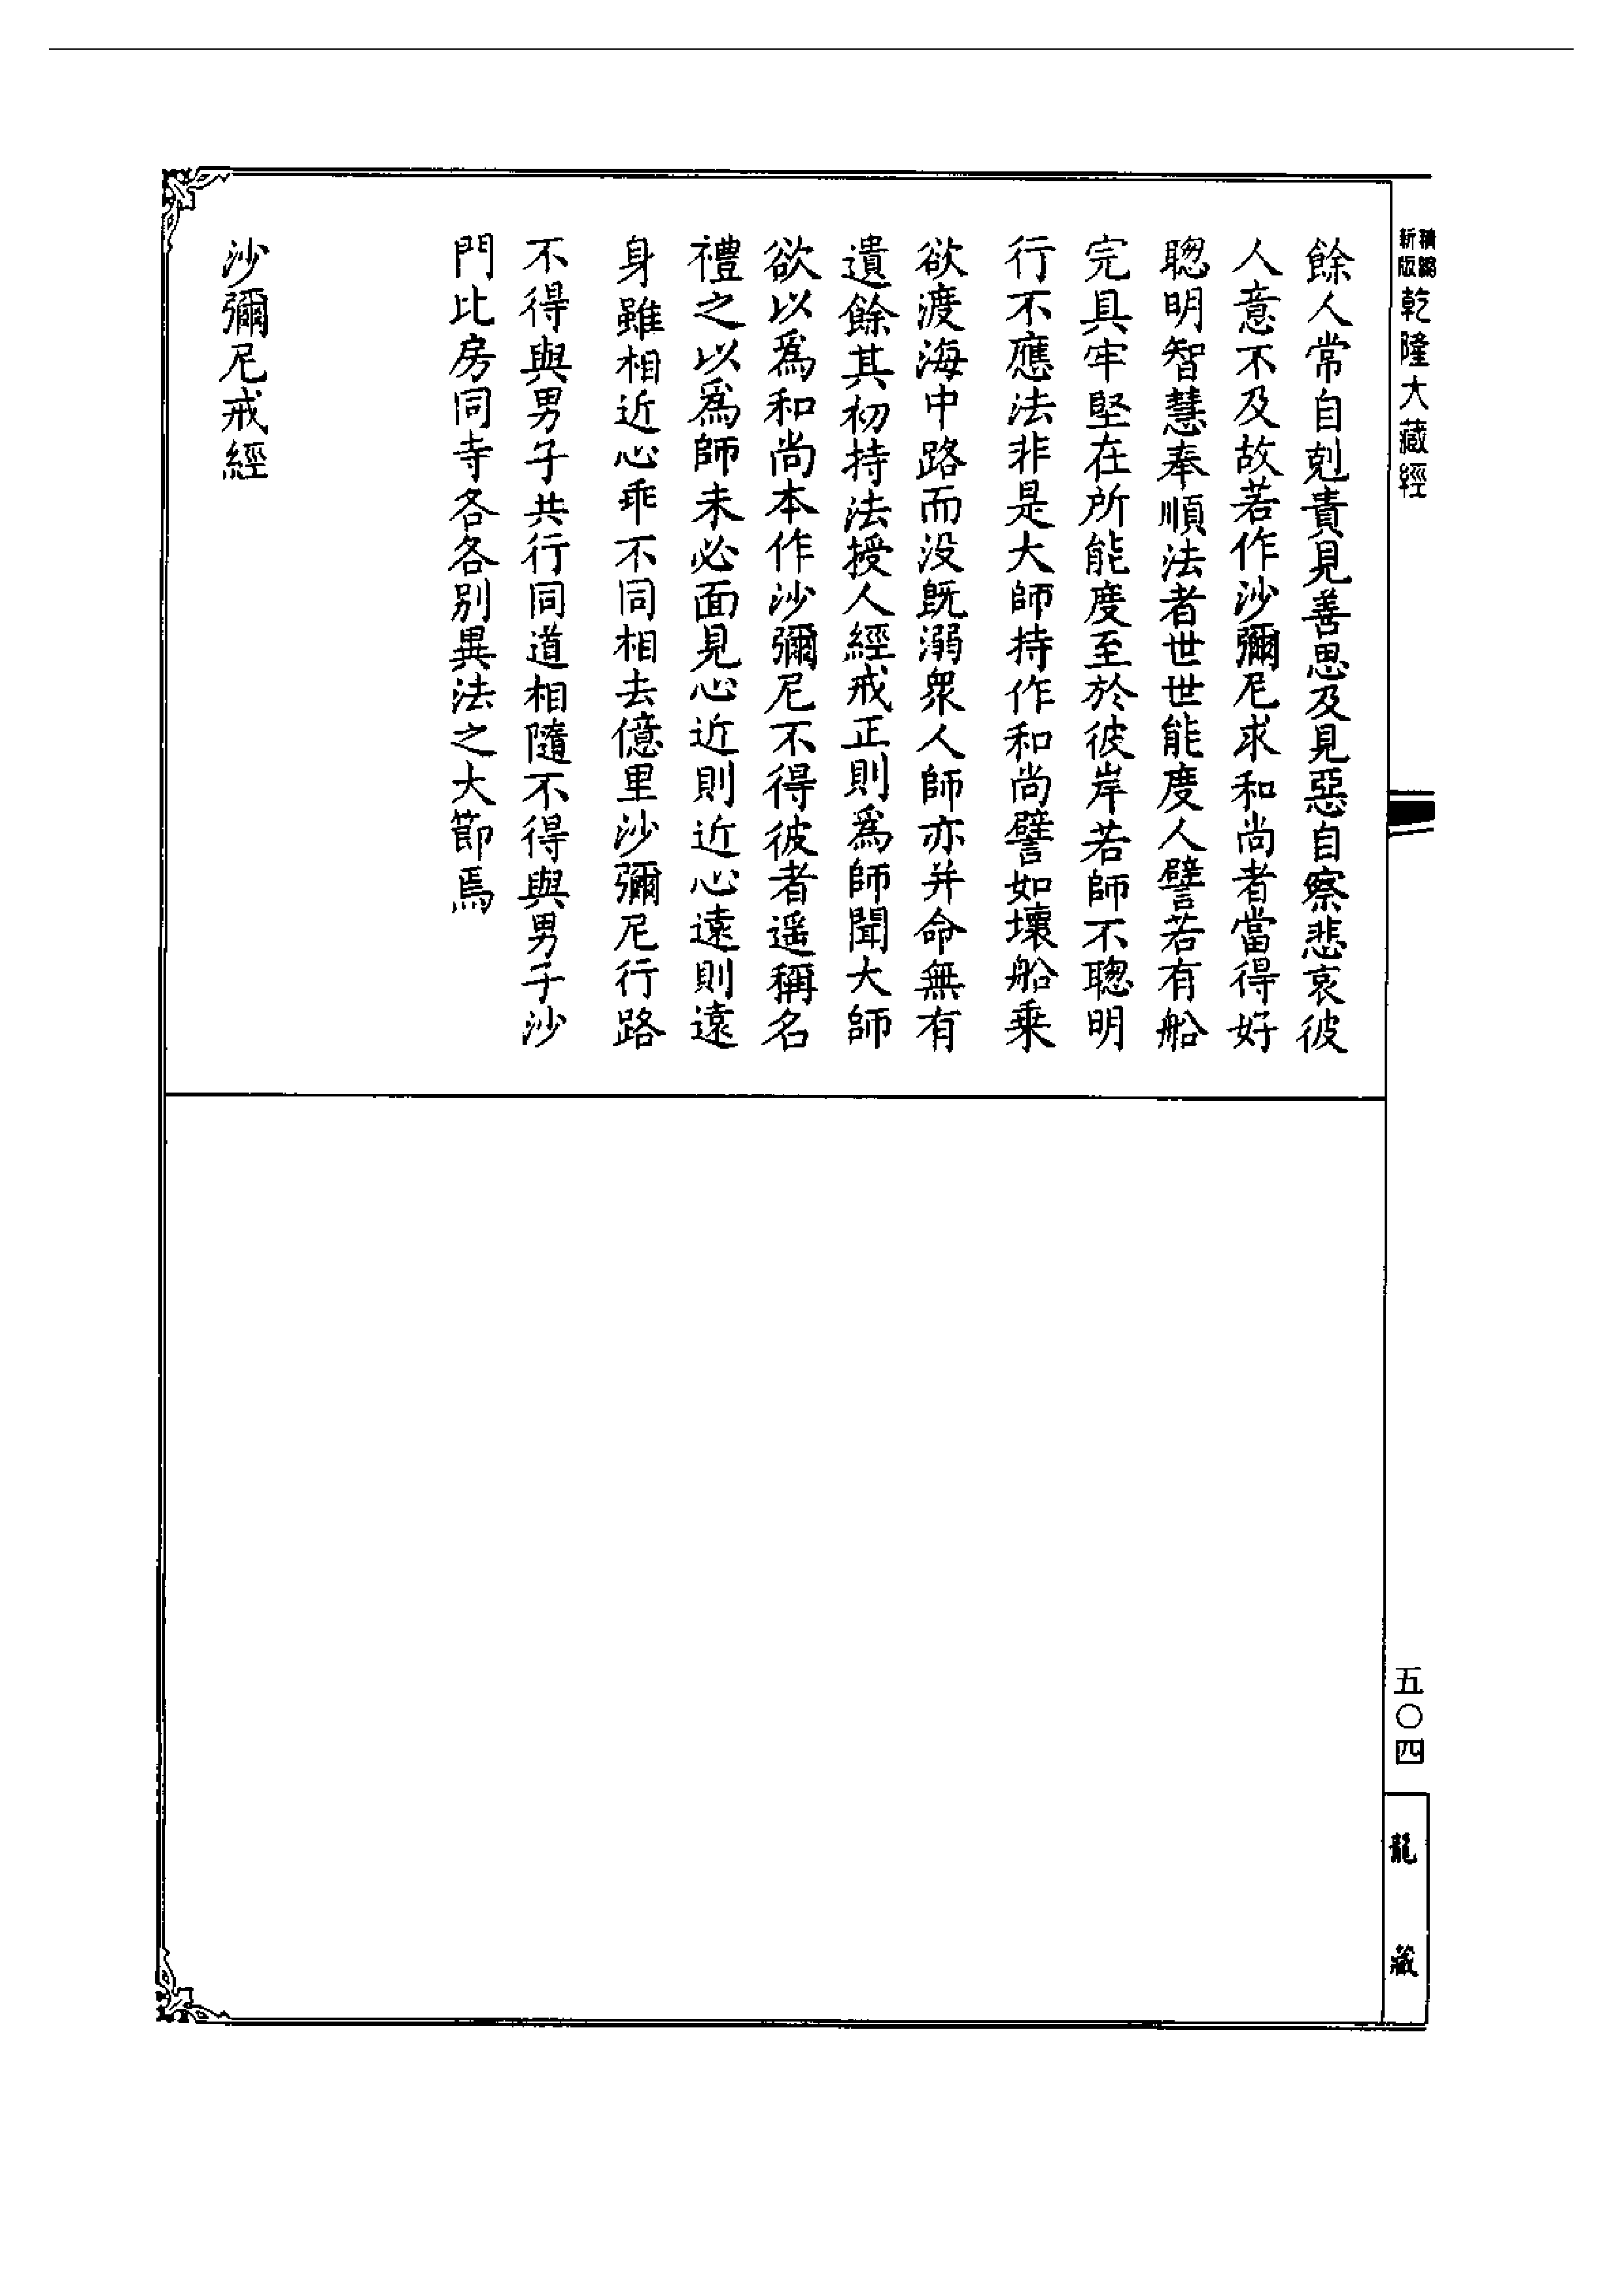 精編新版乾隆大藏經
餘人常自剋責見善思及見惡自察悲哀彼
人意不及故若作沙彌尼求和尚者當得好
聰明智慧奉順法者世世能度人譬若有船
完具牢堅在所能度至於彼岸若師不聰明
行不應法非是大師持作和尚譬如壞船乗
欲渡海中路而没旣溺衆人師亦并命無有
遺餘其初持法授人經戒正則爲師聞大師
欲以爲和尚本作沙彌尼不得彼者遥稱名
禮之以爲師未必面見心近則近心遠則遠
身雖相近心乖不同相去億里沙彌尼行路
不得與男子共行同道相隨不得與男子沙
門比房同寺各各別異法之大節焉
沙彌尼戒經
五〇四
龍藏